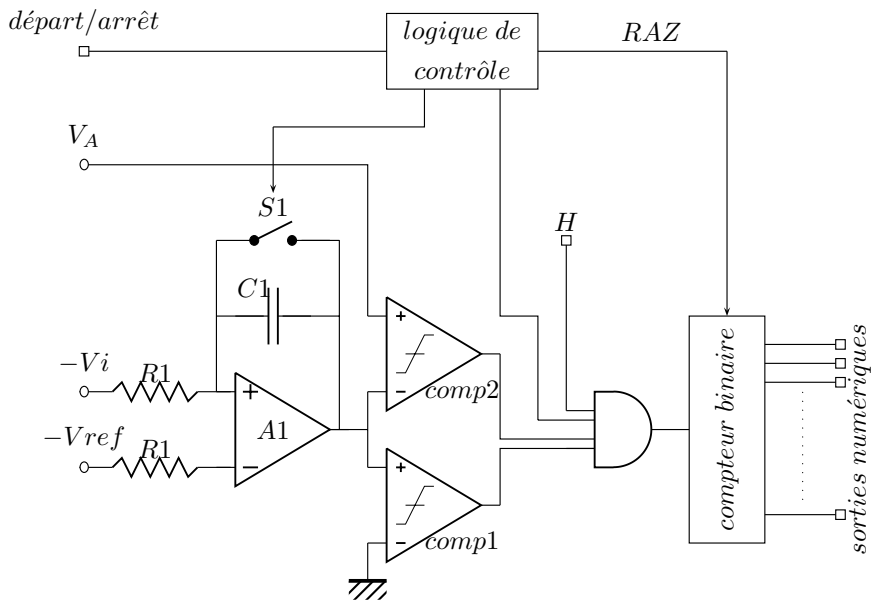 départ/arrêt
logique de
contrôle
RAZ
V_A
S1
H
C1
+
−
comp2
−Vi
R1
+
−
A1
−Vref
R1
+
−
comp1
compteur binaire
sorties numériques